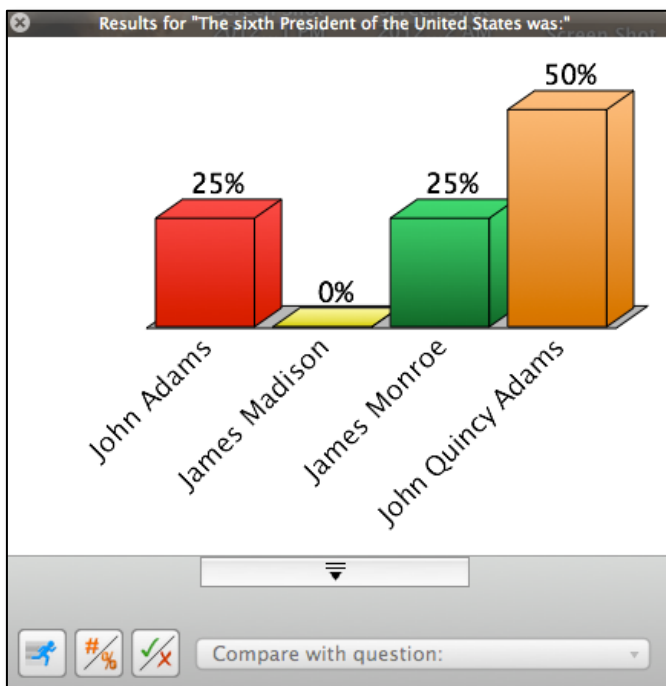 Results for "The sixth President of the United States was:"
50%
25%
25%
0%
John Adams
James Madison
James Monroe
John Quincy Adams
#/%
Compare with question: